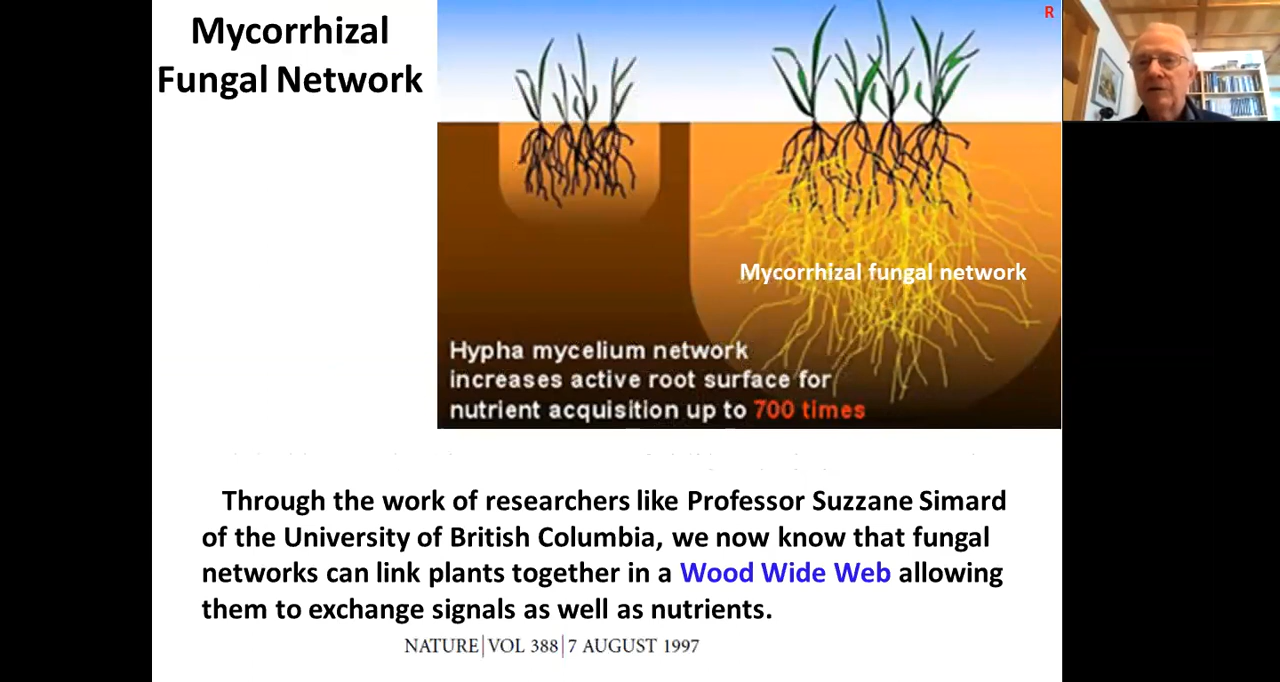 Mycorrhizal
Fungal Network
R
Mycorrhizal fungal network
Hypha mycelium network
increases active root surface for
nutrient acquisition up to 700 times
Through the work of researchers like Professor Suzzane Simard
of the University of British Columbia, we now know that fungal
networks can link plants together in a Wood Wide Web allowing
them to exchange signals as well as nutrients.
NATURE|VOL 388|7 AUGUST 1997